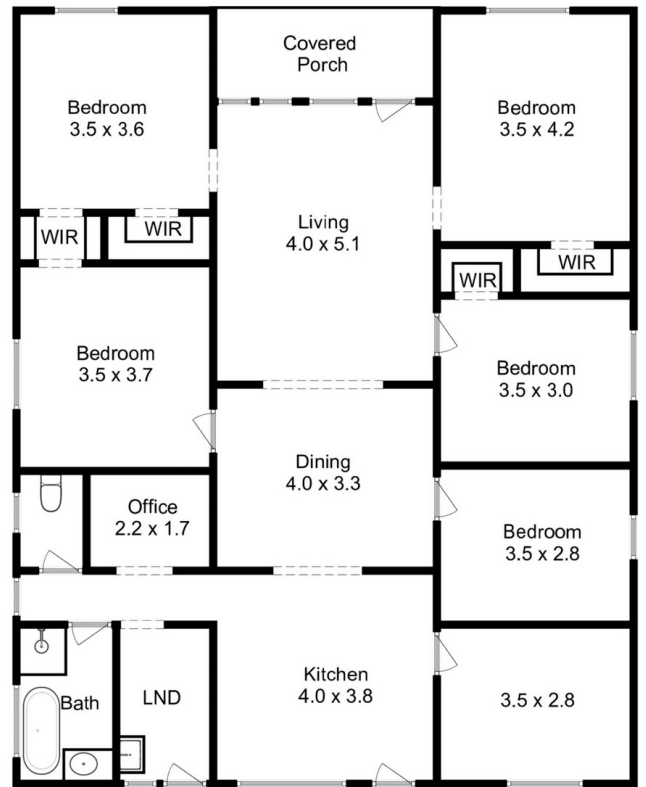 Covered
Porch
Bedroom
3.5 x 3.6
Bedroom
3.5 x 4.2
WIR
WIR
Living
4.0 x 5.1
WIR
WIR
Bedroom
3.5 x 3.7
Bedroom
3.5 x 3.0
Dining
4.0 x 3.3
Office
2.2 x 1.7
Bedroom
3.5 x 2.8
Kitchen
4.0 x 3.8
3.5 x 2.8
Bath
LND